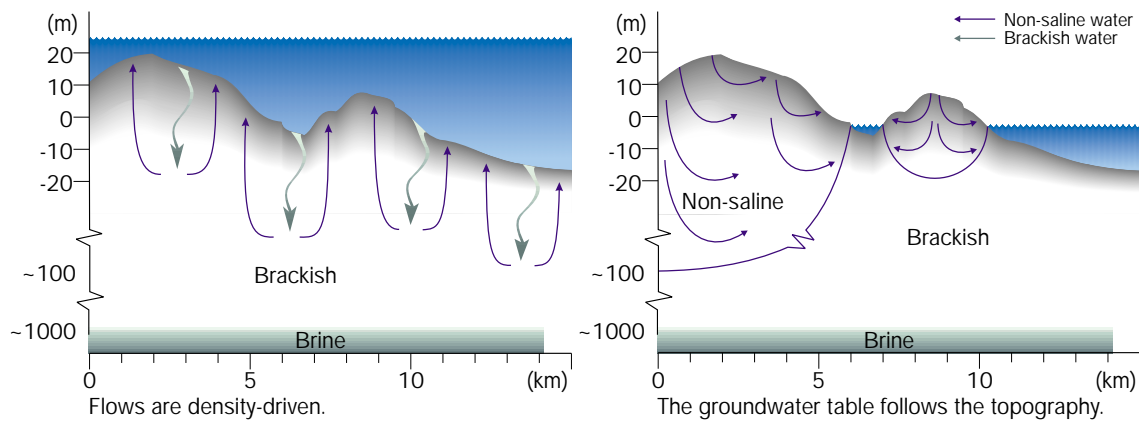 (m)
20
10
0
-10
-20
~100
~1000
Brackish
Brine
0 5 10 (km)
Flows are density-driven.
(m)
20
10
0
-10
-20
~100
~1000
Non-saline water
Brackish water
Non-saline
Brackish
Brine
0 5 10 (km)
The groundwater table follows the topography.